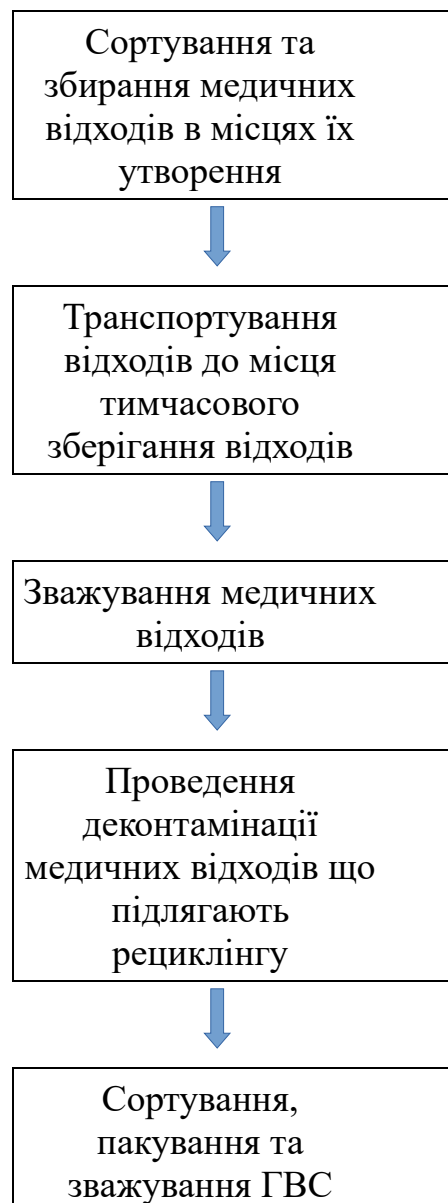 Сортування та
збирання медичних
відходів в місцях їх
утворення
Транспортування
відходів до місця
тимчасового
зберігання відходів
Зважування медичних
відходів
Проведення
деконтамінації
медичних відходів що
підлягають
рециклінгу
Сортування,
пакування та
зважування ГВС